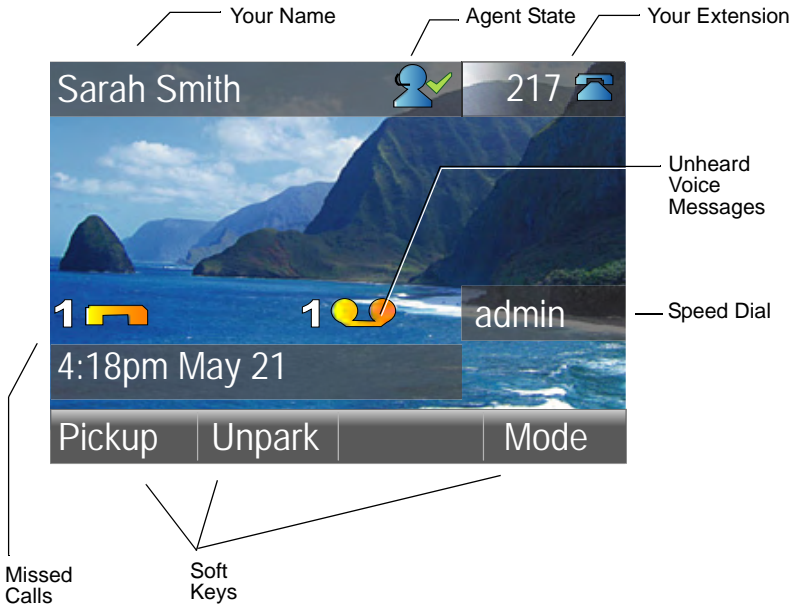 Your Name
Agent State
Your Extension
Sarah Smith
217
Unheard
Voice
Messages
1
1
admin
Speed Dial
4:18pm May 21
Pickup
Unpark
Mode
Missed
Calls
Soft
Keys